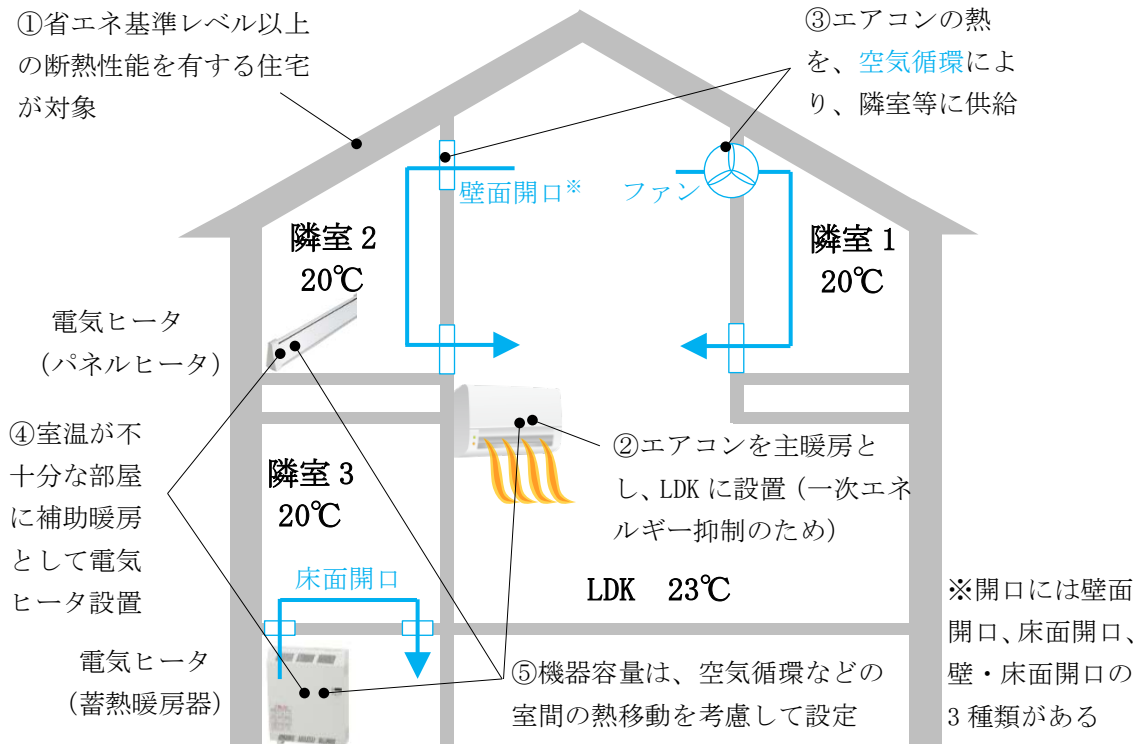 ①省エネ基準レベル以上
の断熱性能を有する住宅
が対象
③エアコンの熱
を、空気循環によ
り、隣室等に供給
壁面開口※
ファン
隣室 2
20℃
隣室 1
20℃
電気ヒータ
（パネルヒータ）
④室温が不
十分な部屋
に補助暖房
として電気
ヒータ設置
隣室 3
20℃
②エアコンを主暖房と
し、LDK に設置（一次エネ
ルギー抑制のため）
床面開口
LDK 23℃
※開口には壁面
開口、床面開口、
壁・床面開口の
3 種類がある
電気ヒータ
（蓄熱暖房器）
⑤機器容量は、空気循環などの
室間の熱移動を考慮して設定